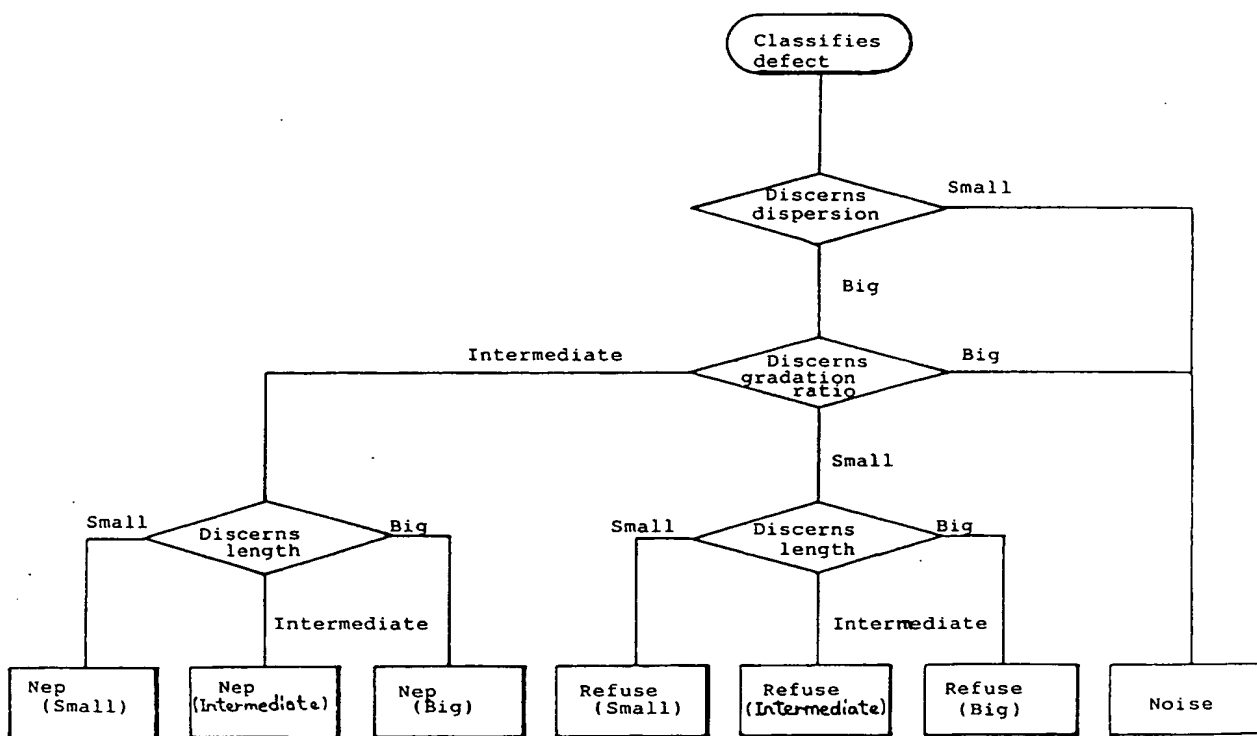 Classifies
defect
Discerns
dispersion
Small
Big
Intermediate
Discerns
gradation
ratio
Big
Small
Small
Discerns
length
Big
Intermediate
Small
Discerns
length
Big
Intermediate
Nep
(Small)
Nep
(Intermediate)
Nep
(Big)
Refuse
(Small)
Refuse
(Intermediate)
Refuse
(Big)
Noise